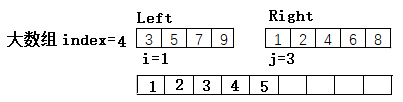 Left Right
大数组index=4 3 5 7 9 1 2 4 6 8
i=1 j=3
1 2 3 4 5